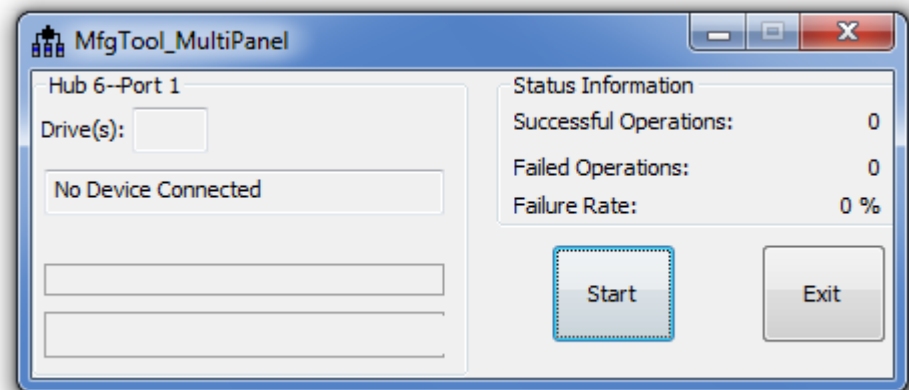 MfgTool_MultiPanel
Hub 6--Port 1
Drive(s):
No Device Connected
Status Information
Successful Operations: 0
Failed Operations: 0
Failure Rate: 0 %
Start
Exit